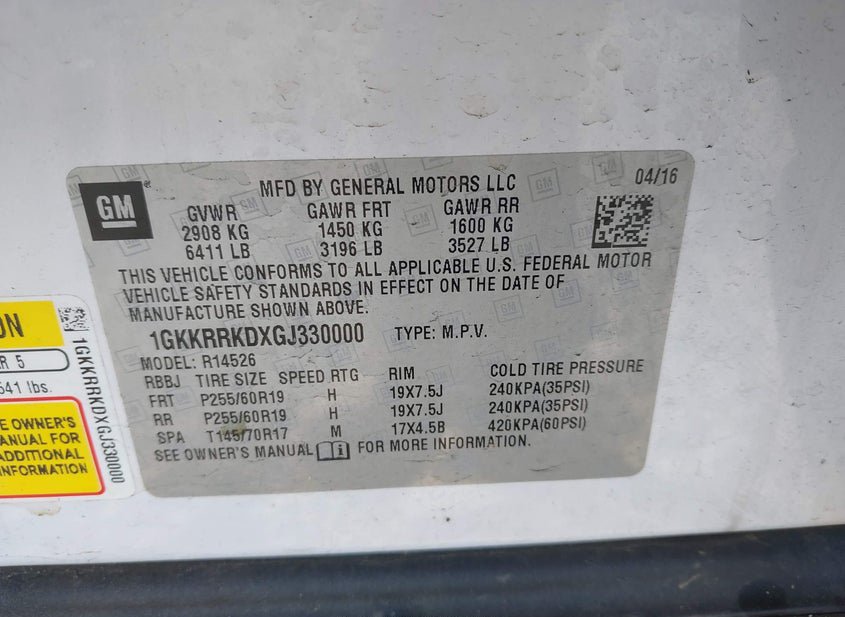 GM
MFD BY GENERAL MOTORS LLC
04/16
GVWR GAWR FRT GAWR RR
2908 KG 1450 KG 1600 KG
6411 LB 3196 LB 3527 LB
THIS VEHICLE CONFORMS TO ALL APPLICABLE U.S. FEDERAL MOTOR
VEHICLE SAFETY STANDARDS IN EFFECT ON THE DATE OF
MANUFACTURE SHOWN ABOVE.
1GKKRRKDXGJ330000 TYPE: M.P.V.
MODEL: R14526
RBBJ TIRE SIZE SPEED RTG RIM COLD TIRE PRESSURE
FRT P255/60R19 H 19X7.5J 240KPA(35PSI)
RR P255/60R19 H 19X7.5J 240KPA(35PSI)
SPA T145/70R17 M 17X4.5B 420KPA(60PSI)
SEE OWNER'S MANUAL FOR MORE INFORMATION.
ON
R 5
641 lbs.
E OWNER'S
ANUAL FOR
ADDITIONAL
INFORMATION
1GKKRRKDXGJ330000